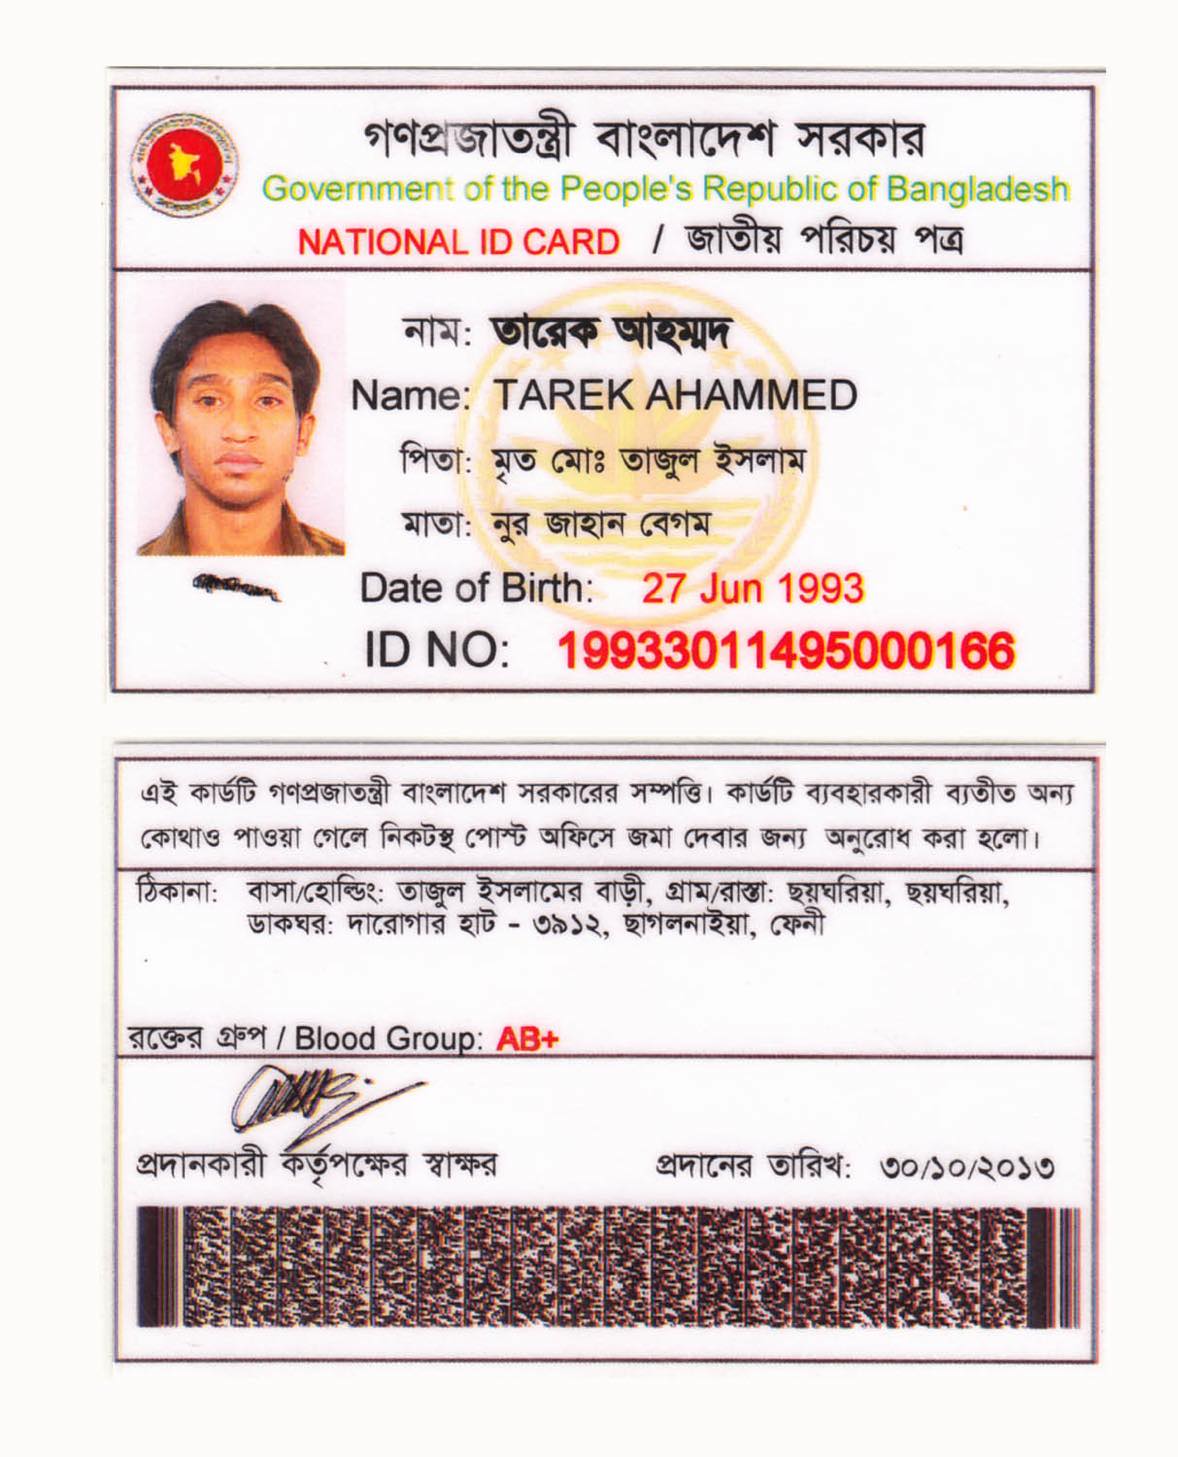 গণপ্রজাতন্ত্রী বাংলাদেশ সরকার
Government of the People's Republic of Bangladesh
NATIONAL ID CARD / জাতীয় পরিচয় পত্র
নাম: তারেক আহম্মদ
Name: TAREK AHAMMED
পিতা: মৃত মোঃ তাজুল ইসলাম
মাতা: নুর জাহান বেগম
Date of Birth: 27 Jun 1993
ID NO: 19933011495000166
এই কার্ডটি গণপ্রজাতন্ত্রী বাংলাদেশ সরকারের সম্পত্তি। কার্ডটি ব্যবহারকারী ব্যতীত অন্য
কোথাও পাওয়া গেলে নিকটস্থ পোস্ট অফিসে জমা দেবার জন্য অনুরোধ করা হলো।
ঠিকানা: বাসা/হোল্ডিং: তাজুল ইসলামের বাড়ী, গ্রাম/রাস্তা: ছয়ঘরিয়া, ছয়ঘরিয়া,
ডাকঘর: দারোগার হাট - ৩৯১২, ছাগলনাইয়া, ফেনী
রক্তের গ্রুপ / Blood Group: AB+
প্রদানকারী কর্তৃপক্ষের স্বাক্ষর প্রদানের তারিখ: ৩০/১০/২০১৩